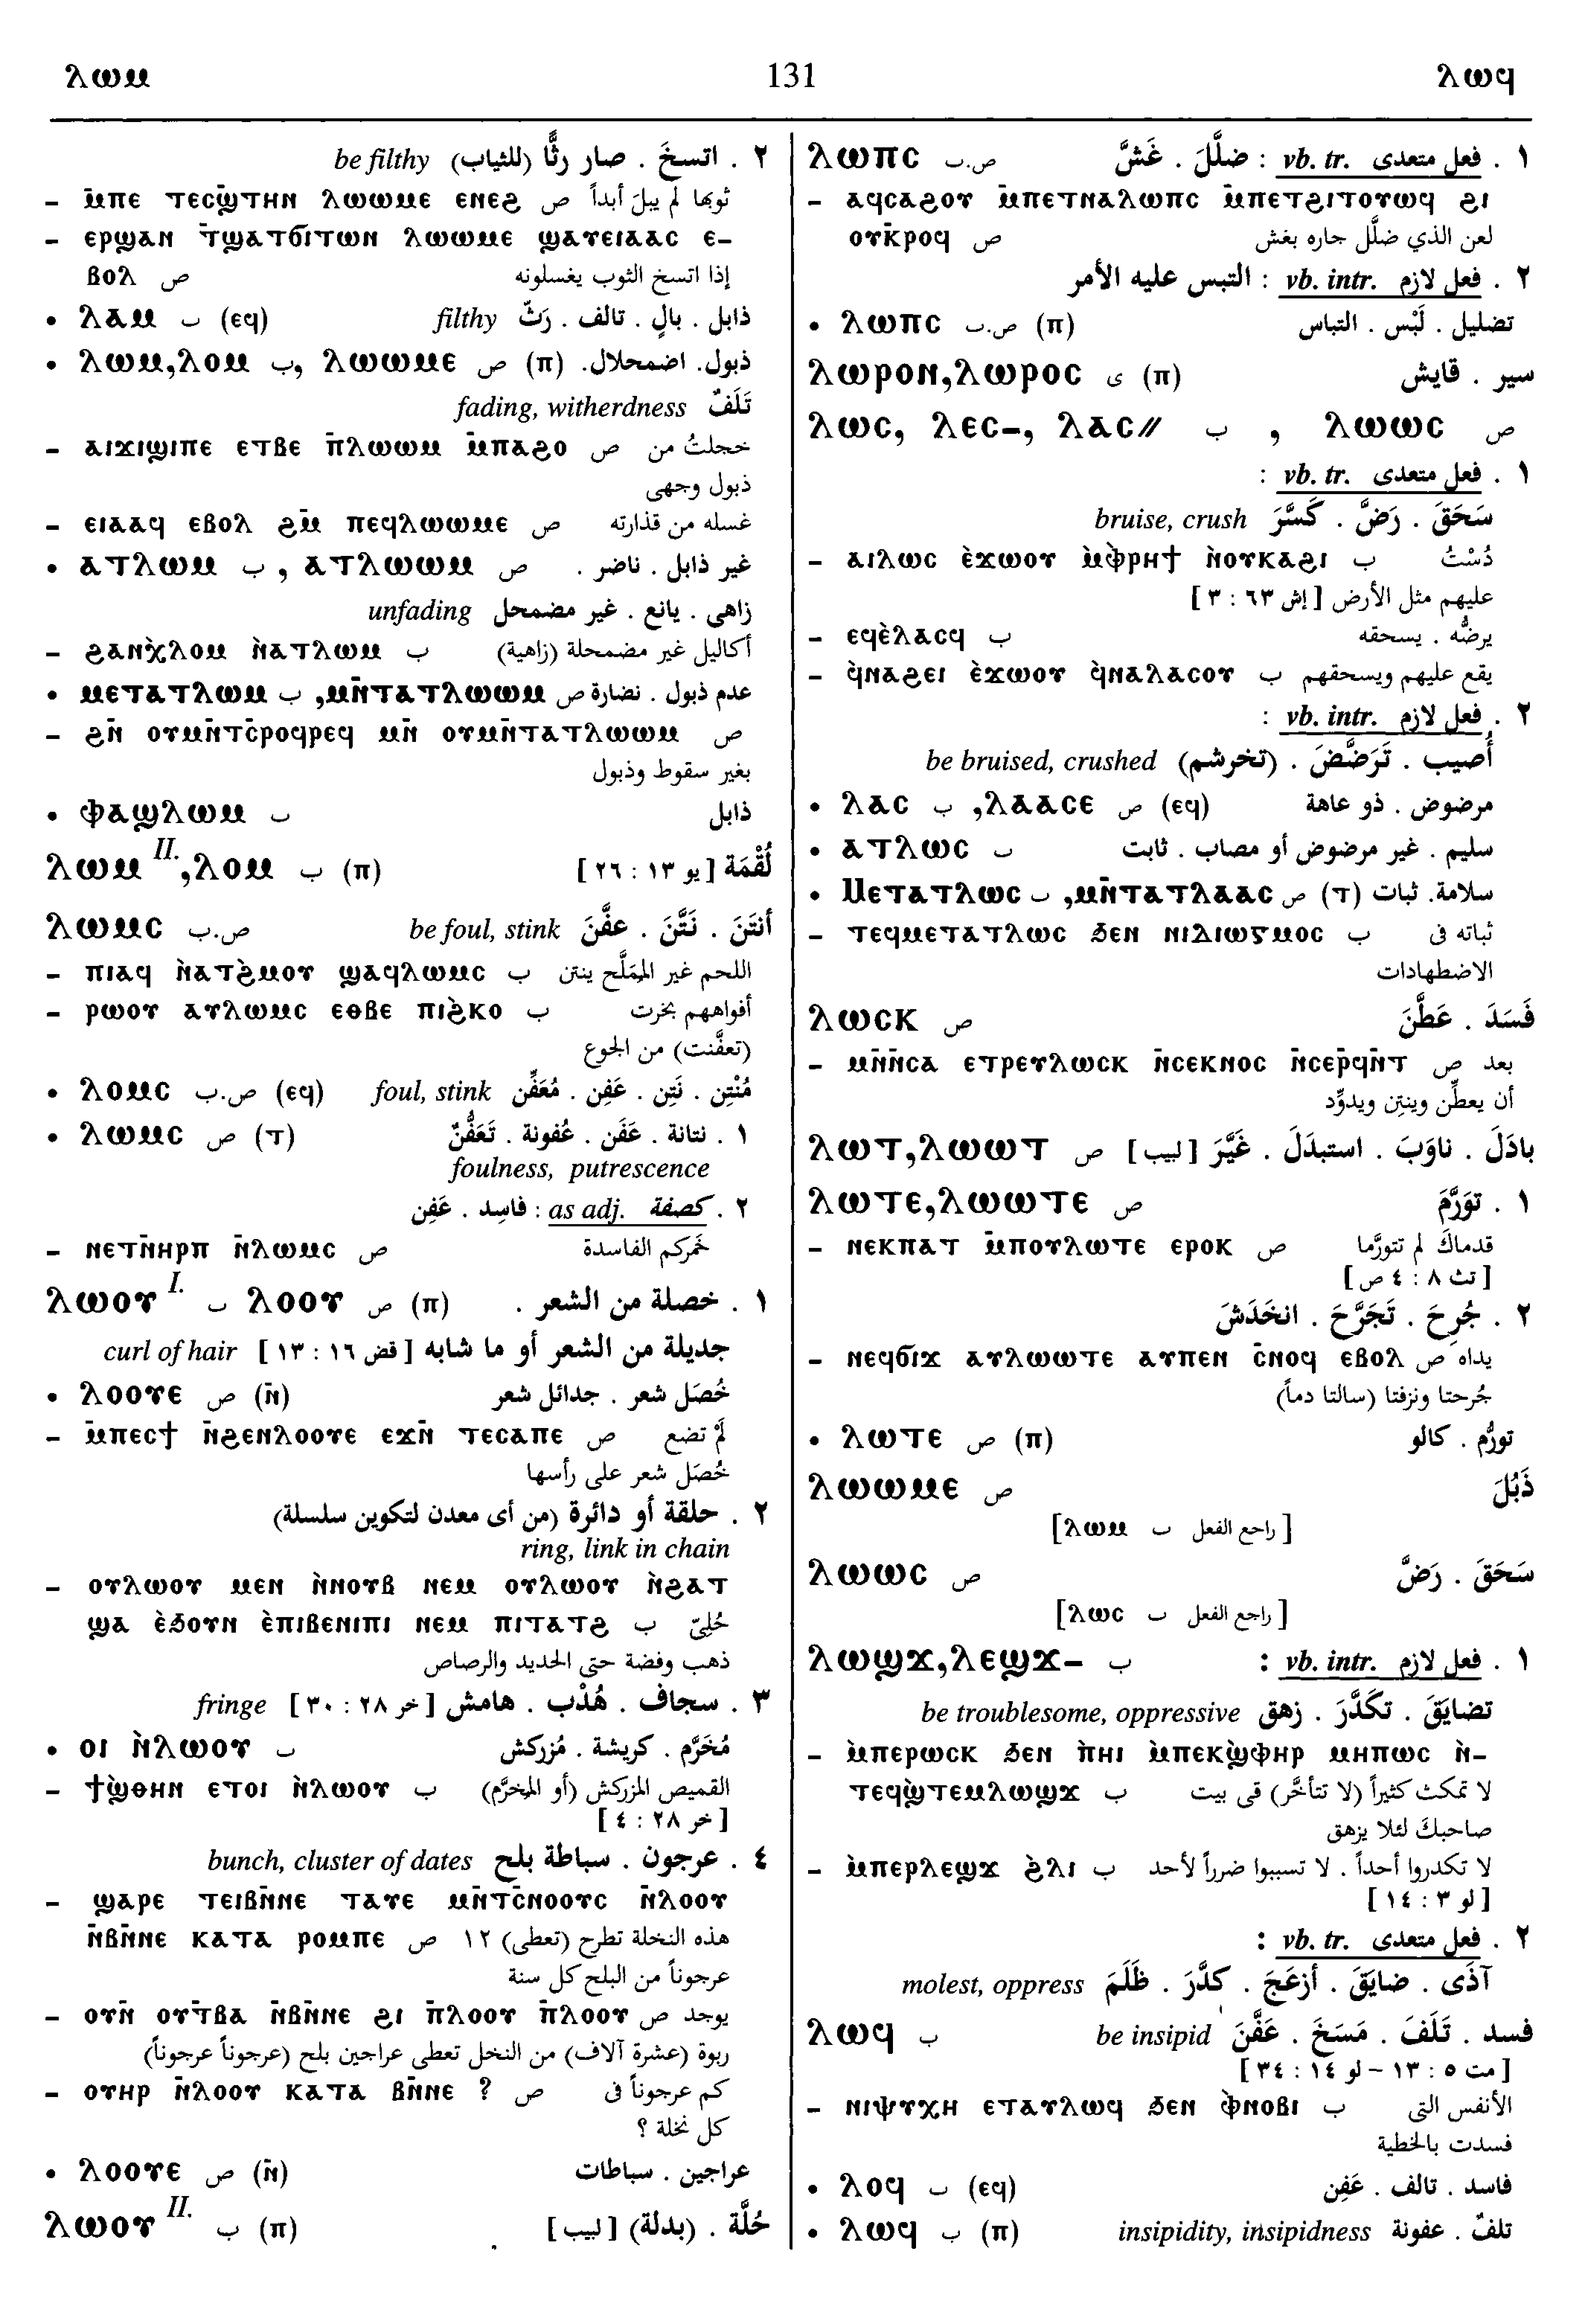 ⲗⲱⲙ 131 ⲗⲱϥ
٢ . اتسخَ . صار رثًّا (للثياب) be filthy
– ⲙ̄ⲡⲉ ⲧⲉⲥϣ̄ⲧⲏⲛ ⲗⲱⲱⲙⲉ ⲉⲛⲉϩ ص ثوبها لم يبلَ أبداً
– ⲉⲣϣⲁⲛ ⲧ̄ϣⲁⲧϭⲓⲧⲱⲛ ⲗⲱⲱⲙⲉ ϣⲁⲩⲉⲓⲁⲁⲥ ⲉ–
ⲃⲟⲗ ص إذا اتسخ الثوب يغسلونه
• ⲗⲁⲙ ب (ⲉϥ) ذابل . بالٍ . تالف . رَثّ filthy
• ⲗⲱⲙ,ⲗⲟⲙ ب, ⲗⲱⲱⲙⲉ ص (ⲡ) ذبول. اضمحلال.
تَلَفٌ fading, witherdness
– ⲁⲓϫⲓϣⲓⲡⲉ ⲉⲧⲃⲉ ⲡ̄ⲗⲱⲱⲙ ⲙ̄ⲡⲁϩⲟ ص خجلتُ من
ذبول وجهى
– ⲉⲓⲁⲁϥ ⲉⲃⲟⲗ ϩⲙ̄ ⲡⲉϥⲗⲱⲱⲙⲉ ص غسله من قذارته
• ⲁⲧⲗⲱⲙ ب , ⲁⲧⲗⲱⲱⲙ ص غير ذابل . ناضر .
زاهى . يانع . غير مضمحل unfading
– ϩⲁⲛⲭ̀ⲗⲟⲙ ⲛ̀ⲁⲧⲗⲱⲙ ب أكاليل غير مضمحلة (زاهية)
• ⲙⲉⲧⲁⲧⲗⲱⲙ ب ,ⲙⲛ̄ⲧⲁⲧⲗⲱⲱⲙ ص عدم ذبول . نضارة
– ϩⲛ̄ ⲟⲩⲙⲛ̄ⲧⲥ̄ⲣⲟϥⲣⲉϥ ⲙⲛ̄ ⲟⲩⲙⲛ̄ⲧⲁⲧⲗⲱⲱⲙ ص
بغير سقوط وذبول
• ⲫⲁϣⲗⲱⲙ ب ذابل
ⲗⲱⲙ II. ,ⲗⲟⲙ ب (ⲡ) لُقْمَة [يو ١٣ : ٢٦]
ⲗⲱⲙⲥ ص.ب أنتَنَ . نَتَّنَ . عفَّنَ be foul, stink
– ⲡⲓⲁϥ ⲛ̀ⲁⲧϩ̀ⲙⲟⲩ ϣⲁϥⲗⲱⲙⲥ ب اللحم غير المملَّح ينتن
– ⲣⲱⲟⲩ ⲁⲩⲗⲱⲙⲥ ⲉⲑⲃⲉ ⲡⲓϩ̀ⲕⲟ ب أفواههم بخرت
(تعفَّنت) من الجوع
• ⲗⲟⲙⲥ ص.ب (ⲉϥ) مُنْتِن . نَتِن . عَفِن . مُعَفِّن foul, stink
• ⲗⲱⲙⲥ ص (ⲧ) ١ . نتانة . عَفَن . عُفونة . تَعَفُّنٌ
foulness, putrescence
٢ . كصفة as adj. : فاسِد . عَفِن
– ⲛⲉⲧⲛ̄ⲏⲣⲡ ⲛ̄ⲗⲱⲙⲥ ص خمركم الفاسدة
ⲗⲱⲟⲩ I. ب ⲗⲟⲟⲩ ص (ⲡ) ١ . خصلة من الشعر .
جديلة من الشعر أو ما شابه [قض ١٦ : ١٣] curl of hair
• ⲗⲟⲟⲩⲉ ص (ⲛ̄) خُصَل شعر . جدائل شعر
– ⲙ̄ⲡⲉⲥϯ ⲛ̄ϩⲉⲛⲗⲟⲟⲩⲉ ⲉϫⲛ̄ ⲧⲉⲥⲁⲡⲉ ص لَمْ تضع
خُصَل شعر على رأسها
٢ . حلقة أو دائرة (من أى معدن لتكوين سلسلة)
ring, link in chain
– ⲟⲩⲗⲱⲟⲩ ⲙⲉⲛ ⲛ̀ⲛⲟⲩⲃ ⲛⲉⲙ ⲟⲩⲗⲱⲟⲩ ⲛ̀ϩⲁⲧ
ϣⲁ ⲉ̀ϧⲟⲩⲛ ⲉ̀ⲡⲓⲃⲉⲛⲓⲡⲓ ⲛⲉⲙ ⲡⲓⲧⲁⲧϩ ب حُلِىّ
ذهب وفضة حتى الحديد والرصاص
٣ . سجاف . هُدْب . هامش [خر ٢٨ : ٣٠] fringe
• ⲟⲓ ⲛ̀ⲗⲱⲟⲩ ب مُخَرَّم . كريشة . مُزركش
– ϯϣ̀ⲑⲏⲛ ⲉⲧⲟⲓ ⲛ̀ⲗⲱⲟⲩ ب القميص المزركش (أو المخرَّم)
[خر ٢٨ : ٤]
٤ . عرجون . سباطة بلح bunch, cluster of dates
– ϣⲁⲣⲉ ⲧⲉⲓⲃⲛ̄ⲛⲉ ⲧⲁⲩⲉ ⲙⲛ̄ⲧⲥ̄ⲛⲟⲟⲩⲥ ⲛ̄ⲗⲟⲟⲩ
ⲛ̄ⲃⲛ̄ⲛⲉ ⲕⲁⲧⲁ ⲣⲟⲙⲡⲉ ص هذه النخلة تطرح (تعطى) ١٢
عرجوناً من البلح كل سنة
– ⲟⲩⲛ̄ ⲟⲩⲧ̄ⲃⲁ ⲛ̄ⲃⲛ̄ⲛⲉ ϩⲓ ⲡ̄ⲗⲟⲟⲩ ⲡ̄ⲗⲟⲟⲩ ص يوجد
ربوة (عشرة آلاف) من النخل تعطى عراجين بلح (عرجوناً عرجوناً)
– ⲟⲩⲏⲣ ⲛ̄ⲗⲟⲟⲩ ⲕⲁⲧⲁ ⲃⲛ̄ⲛⲉ ? ص كم عرجوناً فى
كل نخلة ؟
• ⲗⲟⲟⲩⲉ ص (ⲛ̄) عراجين . سباطات
ⲗⲱⲟⲩ II. ب (ⲡ) حُلَّة . (بدلة) [لبيب]
ⲗⲱⲡⲥ ص.ب ١ . فعل متعدى vb. tr. : ضلَّلَ . غَشَّ
– ⲁϥⲥⲁϩⲟⲩ ⲙ̄ⲡⲉⲧⲛⲁⲗⲱⲡⲥ ⲙ̄ⲡⲉⲧϩⲓⲧⲟⲩⲱϥ ϩⲓ
ⲟⲩⲕ̄ⲣⲟϥ ص لعن الذي ضلَّل جاره بغش
٢ . فعل لازم vb. intr. : التبس عليه الأمر
• ⲗⲱⲡⲥ ص.ب (ⲡ) تضليل . لَبْس . التباس
ⲗⲱⲣⲟⲛ,ⲗⲱⲣⲟⲥ ى (ⲡ) سير . قايش
ⲗⲱⲥ, ⲗⲉⲥ–, ⲗⲁⲥ⫽ ب , ⲗⲱⲱⲥ ص
١ . فعل متعدى vb. tr. :
سَحَقَ . رَضَّ . كَسَّرَ bruise, crush
– ⲁⲓⲗⲱⲥ ⲉ̀ϫⲱⲟⲩ ⲙ̀ⲫⲣⲏϯ ⲛ̀ⲟⲩⲕⲁϩⲓ ب دُسْتُ
عليهم مثل الأرض [إش ٦٣ : ٣]
– ⲉϥⲉ̀ⲗⲁⲥϥ ب يرضُّه . يسحقه
– ϥ̀ⲛⲁϩⲉⲓ ⲉ̀ϫⲱⲟⲩ ϥ̀ⲛⲁⲗⲁⲥⲟⲩ ب يقع عليهم ويسحقهم
٢ . فعل لازم vb. intr. :
أُصيب . تَرَضَّضَ . (تخرشم) be bruised, crushed
• ⲗⲁⲥ ب ,ⲗⲁⲁⲥⲉ ص (ⲉϥ) مرضوض . ذو عاهة
• ⲁⲧⲗⲱⲥ ب سليم . غير مرضوض أو مصاب . ثابت
• Ⲙⲉⲧⲁⲧⲗⲱⲥ ب ,ⲙⲛ̄ⲧⲁⲧⲗⲁⲁⲥ ص (ⲧ) سلامة. ثبات
– ⲧⲉϥⲙⲉⲧⲁⲧⲗⲱⲥ ϧⲉⲛ ⲛⲓⲇⲓⲱⲅⲙⲟⲥ ب ثباته فى
الاضطهادات
ⲗⲱⲥⲕ ص فَسَدَ . عَطَّنَ
– ⲙⲛ̄ⲛ̄ⲥⲁ ⲉⲧⲣⲉⲩⲗⲱⲥⲕ ⲛ̄ⲥⲉⲕⲛⲟⲥ ⲛ̄ⲥⲉⲣ̄ϥⲛ̄ⲧ ص بعد
أن يعطِّن وينتِن ويدوِّد
ⲗⲱⲧ,ⲗⲱⲱⲧ ص بادَلَ . ناوَبَ . استبدَلَ . غَيَّرَ [لبيب]
ⲗⲱⲧⲉ,ⲗⲱⲱⲧⲉ ص ١ . توَرَّمَ
– ⲛⲉⲕⲡⲁⲧ ⲙ̄ⲡⲟⲩⲗⲱⲧⲉ ⲉⲣⲟⲕ ص قدماكَ لم تتورَّما
[تث ٨ : ٤ ص]
٢ . جُرِحَ . تَجَرَّحَ . انخَدَشَ
– ⲛⲉϥϭⲓϫ ⲁⲩⲗⲱⲱⲧⲉ ⲁⲩⲡⲉⲛ ⲥ̄ⲛⲟϥ ⲉⲃⲟⲗ ص يداه
جُرحتا ونزفتا (سالتا دماً)
• ⲗⲱⲧⲉ ص (ⲡ) تورُّم . كالو
ⲗⲱⲱⲙⲉ ص ذَبُلَ
[راجع الفعل ب ⲗⲱⲙ]
ⲗⲱⲱⲥ ص سَحَقَ . رَضَّ
[راجع الفعل ب ⲗⲱⲥ]
ⲗⲱϣϫ,ⲗⲉϣϫ– ب ١ . فعل لازم vb. intr. :
تضايَقَ . تكَدَّرَ . زهق be troublesome, oppressive
– ⲙ̀ⲡⲉⲣⲱⲥⲕ ϧⲉⲛ ⲡ̀ⲏⲓ ⲙ̀ⲡⲉⲕϣ̀ⲫⲏⲣ ⲙⲏⲡⲱⲥ ⲛ̀–
ⲧⲉϥϣ̀ⲧⲉⲙⲗⲱϣϫ ب لا تمكث كثيراً (لا تتأخَّر) فى بيت
صاحبكَ لئلا يزهق
– ⲙ̀ⲡⲉⲣⲗⲉϣϫ ϩ̀ⲗⲓ ب لا تكدروا أحداً . لا تسببوا ضرراً لأحد
[لو ٣ : ١٤]
٢ . فعل متعدى vb. tr. :
آذَى . ضايَقَ . أزعَجَ . كدَّرَ . ظَلَمَ molest, oppress
ⲗⲱϥ ب فسد . تَلَفَ . مَسَخَ . عَفَّنَ be insipid
[مت ٥ : ١٣ – لو ١٤ : ٣٤]
– ⲛⲓⲯⲩⲭⲏ ⲉⲧⲁⲩⲗⲱϥ ϧⲉⲛ ⲫ̀ⲛⲟⲃⲓ ب الأنفس التى
فسدت بالخطية
• ⲗⲟϥ ب (ⲉϥ) فاسد . تالف . عَفِن
• ⲗⲱϥ ب (ⲡ) تلفٌ . عفونة insipidity, insipidness